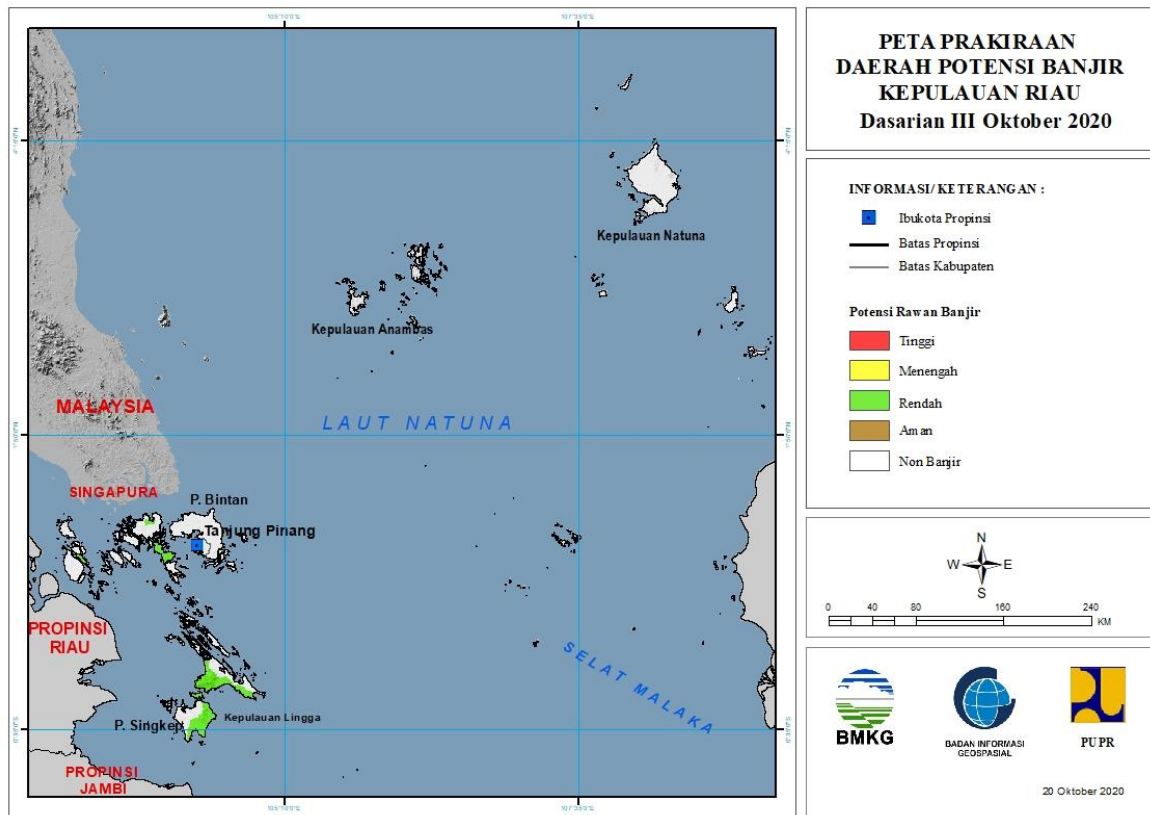 PETA PRAKIRAAN
DAERAH POTENSI BANJIR
KEPULAUAN RIAU
Dasarian III Oktober 2020
INFORMASI/ KETERANGAN :
Ibukota Propinsi
Batas Propinsi
Batas Kabupaten
Potensi Rawan Banjir
Tinggi
Menengah
Rendah
Aman
Non Banjir
N
W E
S
0 40 80 160 240
KM
BMKG
BADAN INFORMASI
GEOSPASIAL
PUPR
20 Oktober 2020
Kepulauan Natuna
Kepulauan Anambas
MALAYSIA
LAUT NATUNA
SINGAPURA
P. Bintan
Tanjung Pinang
PROPINSI
RIAU
SELAT MALAKA
P. Singkep
Kepulauan Lingga
PROPINSI
JAMBI